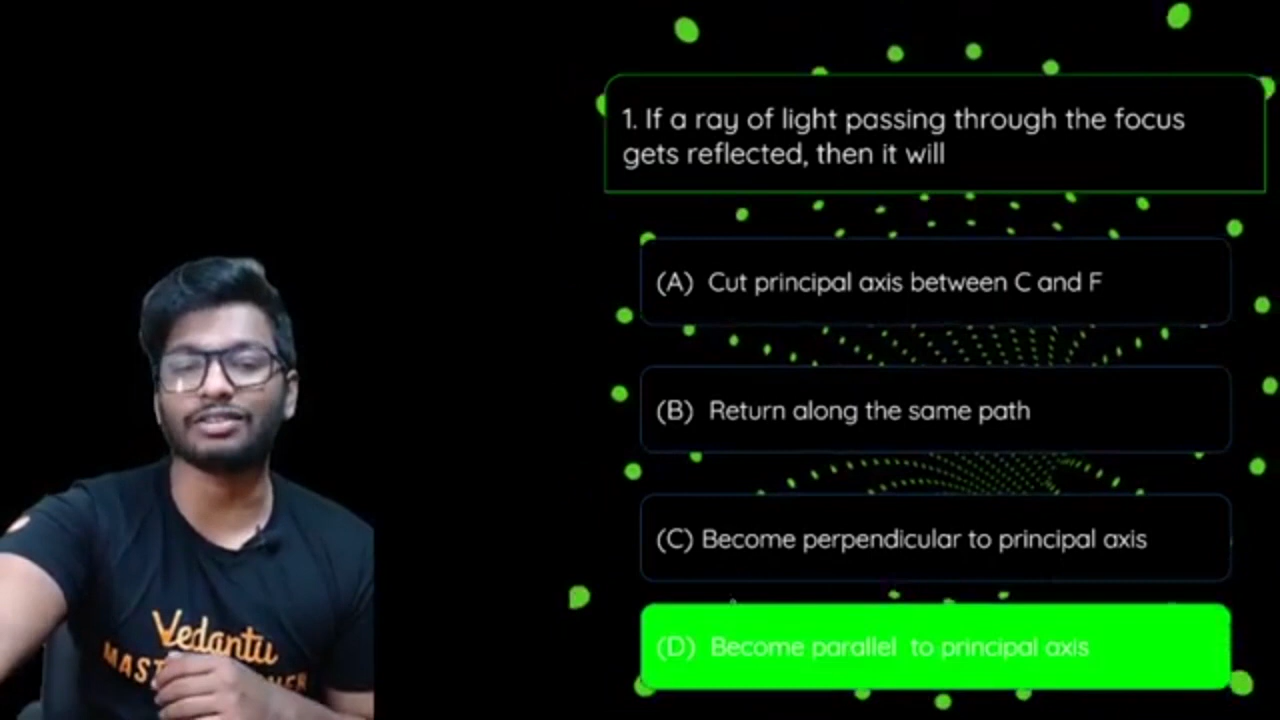 1. If a ray of light passing through the focus
gets reflected, then it will
(A) Cut principal axis between C and F
(B) Return along the same path
(C) Become perpendicular to principal axis
(D) Become parallel to principal axis
Vedantu